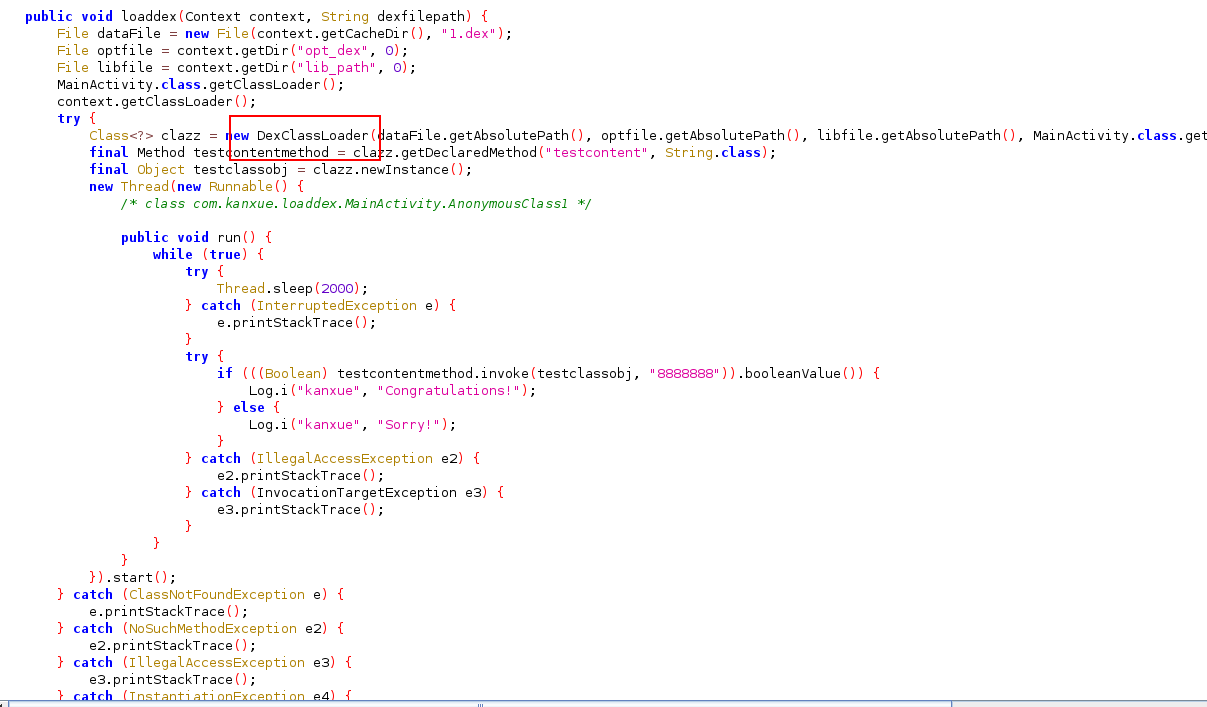 public void loaddex(Context context, String dexfilepath) {
File dataFile = new File(context.getCacheDir(), "1.dex");
File optfile = context.getDir("opt_dex", 0);
File libfile = context.getDir("lib_path", 0);
MainActivity.class.getClassLoader();
context.getClassLoader();
try {
Class<?> clazz = new DexClassLoader(dataFile.getAbsolutePath(), optfile.getAbsolutePath(), libfile.getAbsolutePath(), MainActivity.class.get
final Method testcontentmethod = clazz.getDeclaredMethod("testcontent", String.class);
final Object testclassobj = clazz.newInstance();
new Thread(new Runnable() {
/* class com.kanxue.loaddex.MainActivity.AnonymousClass1 */
public void run() {
while (true) {
try {
Thread.sleep(2000);
} catch (InterruptedException e) {
e.printStackTrace();
}
try {
if (((Boolean) testcontentmethod.invoke(testclassobj, "8888888")).booleanValue()) {
Log.i("kanxue", "Congratulations!");
} else {
Log.i("kanxue", "Sorry!");
}
} catch (IllegalAccessException e2) {
e2.printStackTrace();
} catch (InvocationTargetException e3) {
e3.printStackTrace();
}
}
}
}).start();
} catch (ClassNotFoundException e) {
e.printStackTrace();
} catch (NoSuchMethodException e2) {
e2.printStackTrace();
} catch (IllegalAccessException e3) {
e3.printStackTrace();
} catch (InstantiationException e4) {